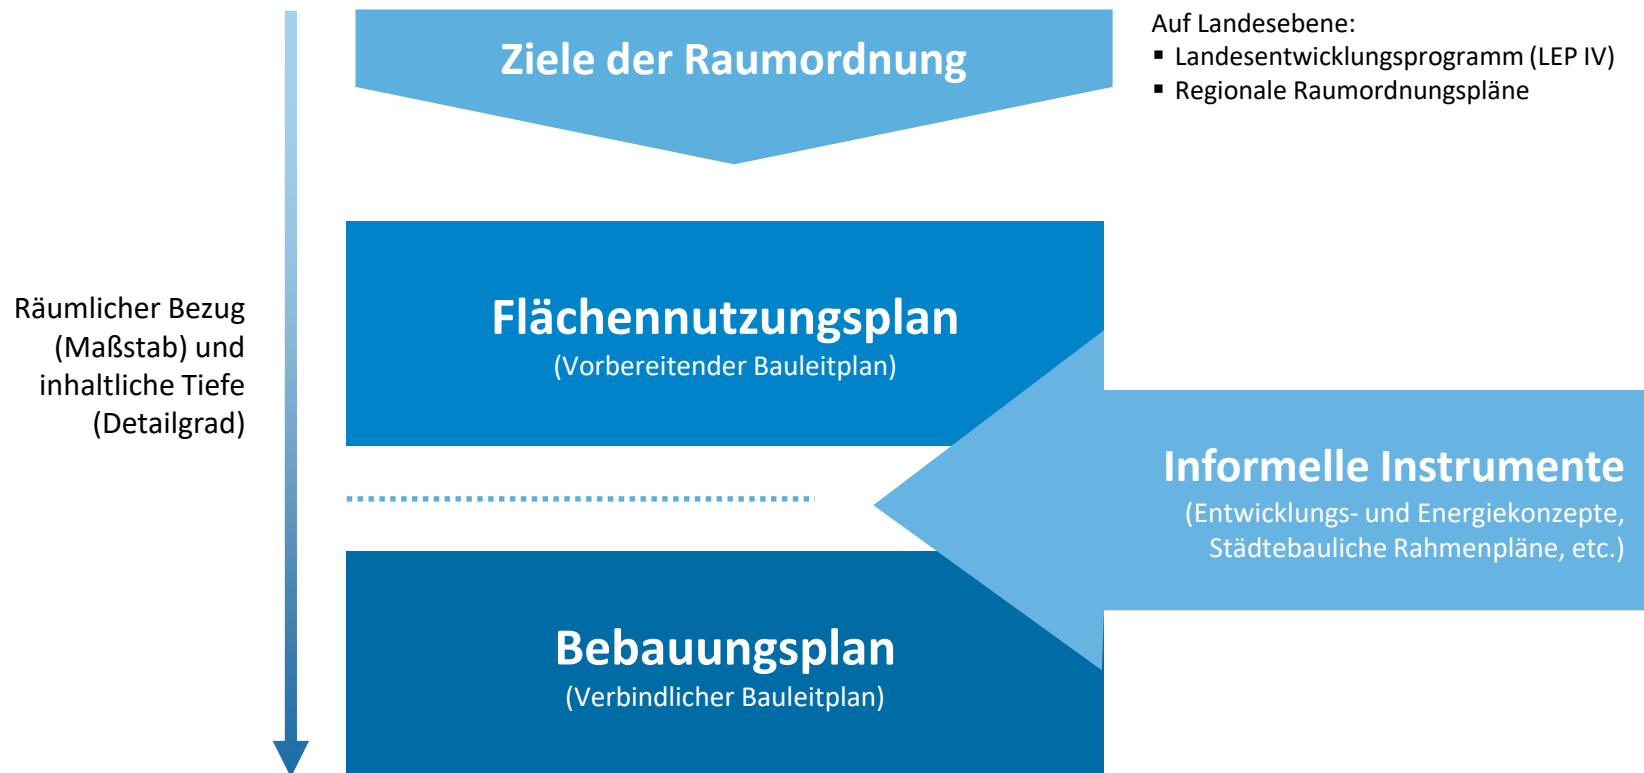 Ziele der Raumordnung
Auf Landesebene:
▪ Landesentwicklungsprogramm (LEP IV)
▪ Regionale Raumordnungspläne
Räumlicher Bezug
(Maßstab) und
inhaltliche Tiefe
(Detailgrad)
Flächennutzungsplan
(Vorbereitender Bauleitplan)
Informelle Instrumente
(Entwicklungs- und Energiekonzepte,
Städtebauliche Rahmenpläne, etc.)
Bebauungsplan
(Verbindlicher Bauleitplan)